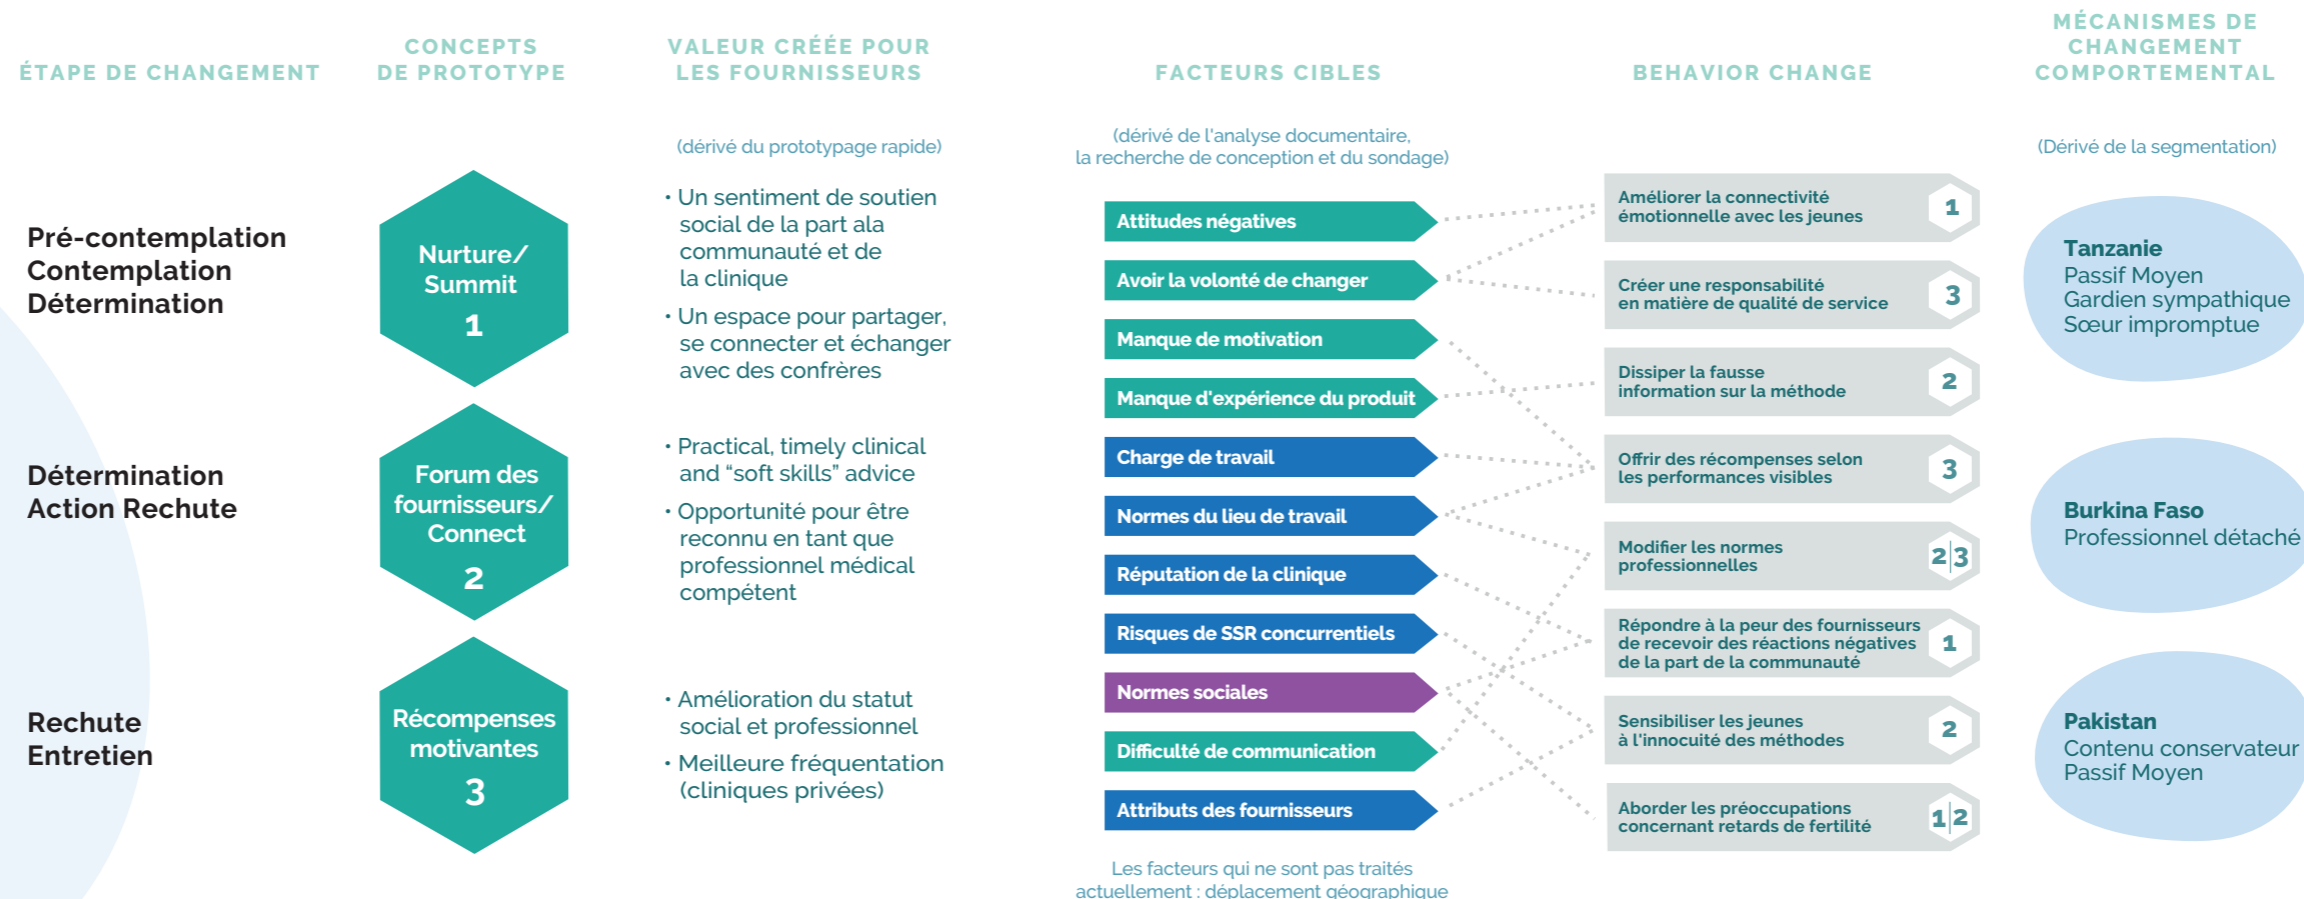 ÉTAPE DE CHANGEMENT
CONCEPTS
DE PROTOTYPE
VALEUR CRÉÉE POUR
LES FOURNISSEURS
FACTEURS CIBLES
BEHAVIOR CHANGE
MÉCANISMES DE
CHANGEMENT
COMPORTEMENTAL
(dérivé du prototypage rapide)
(dérivé de l'analyse documentaire,
la recherche de conception et du sondage)
(Dérivé de la segmentation)
Pré-contemplation
Contemplation
Détermination
Nurture/
Summit
1
• Un sentiment de soutien
social de la part ala
communauté et de
la clinique
• Un espace pour partager,
se connecter et échanger
avec des confrères
Détermination
Action Rechute
Forum des
fournisseurs/
Connect
2
• Practical, timely clinical
and “soft skills” advice
• Opportunité pour être
reconnu en tant que
professionnel médical
compétent
Rechute
Entretien
Récompenses
motivantes
3
• Amélioration du statut
social et professionnel
• Meilleure fréquentation
(cliniques privées)
Attitudes négatives
Avoir la volonté de changer
Manque de motivation
Manque d'expérience du produit
Charge de travail
Normes du lieu de travail
Réputation de la clinique
Risques de SSR concurrentiels
Normes sociales
Difficulté de communication
Attributs des fournisseurs
Les facteurs qui ne sont pas traités
actuellement : déplacement géographique
Améliorer la connectivité
émotionnelle avec les jeunes
1
Créer une responsabilité
en matière de qualité de service
3
Dissiper la fausse
information sur la méthode
2
Offrir des récompenses selon
les performances visibles
3
Modifier les normes
professionnelles
2|3
Répondre à la peur des fournisseurs
de recevoir des réactions négatives
de la part de la communauté
1
Sensibiliser les jeunes
à l'innocuité des méthodes
2
Aborder les préoccupations
concernant retards de fertilité
1|2
Tanzanie
Passif Moyen
Gardien sympathique
Sœur impromptue
Burkina Faso
Professionnel détaché
Pakistan
Contenu conservateur
Passif Moyen